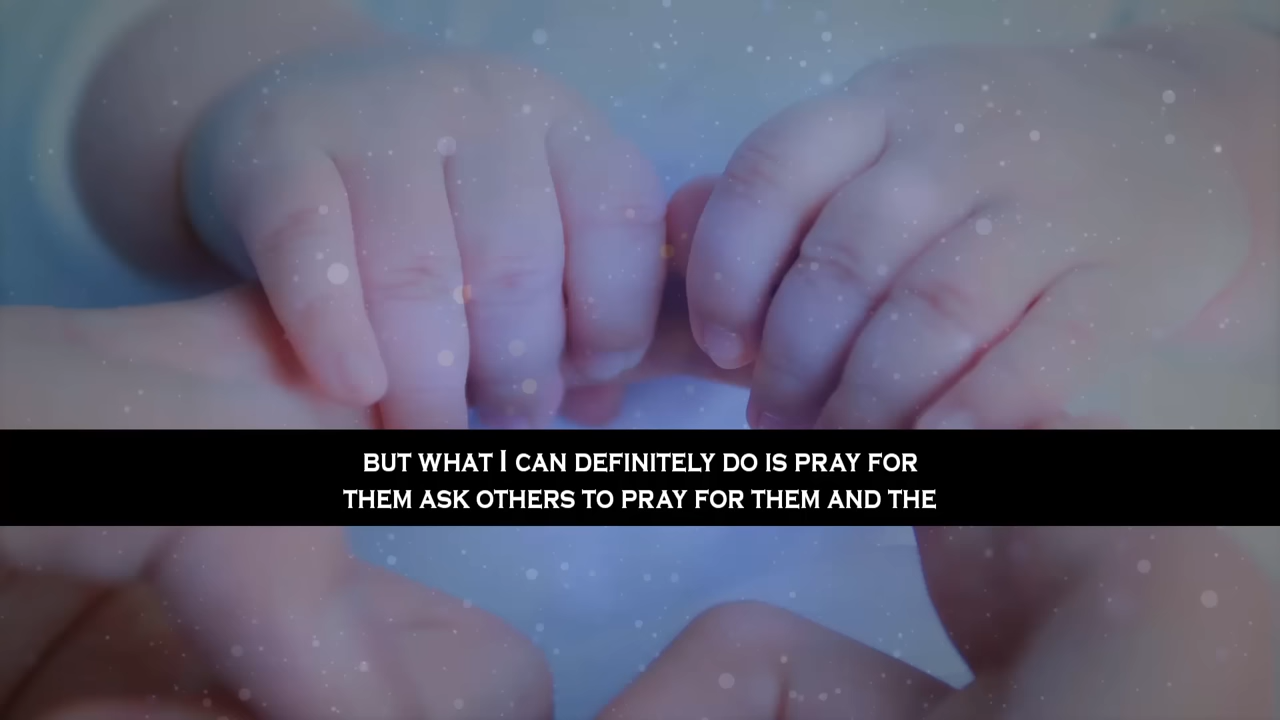 BUT WHAT I CAN DEFINITELY DO IS PRAY FOR
THEM ASK OTHERS TO PRAY FOR THEM AND THE